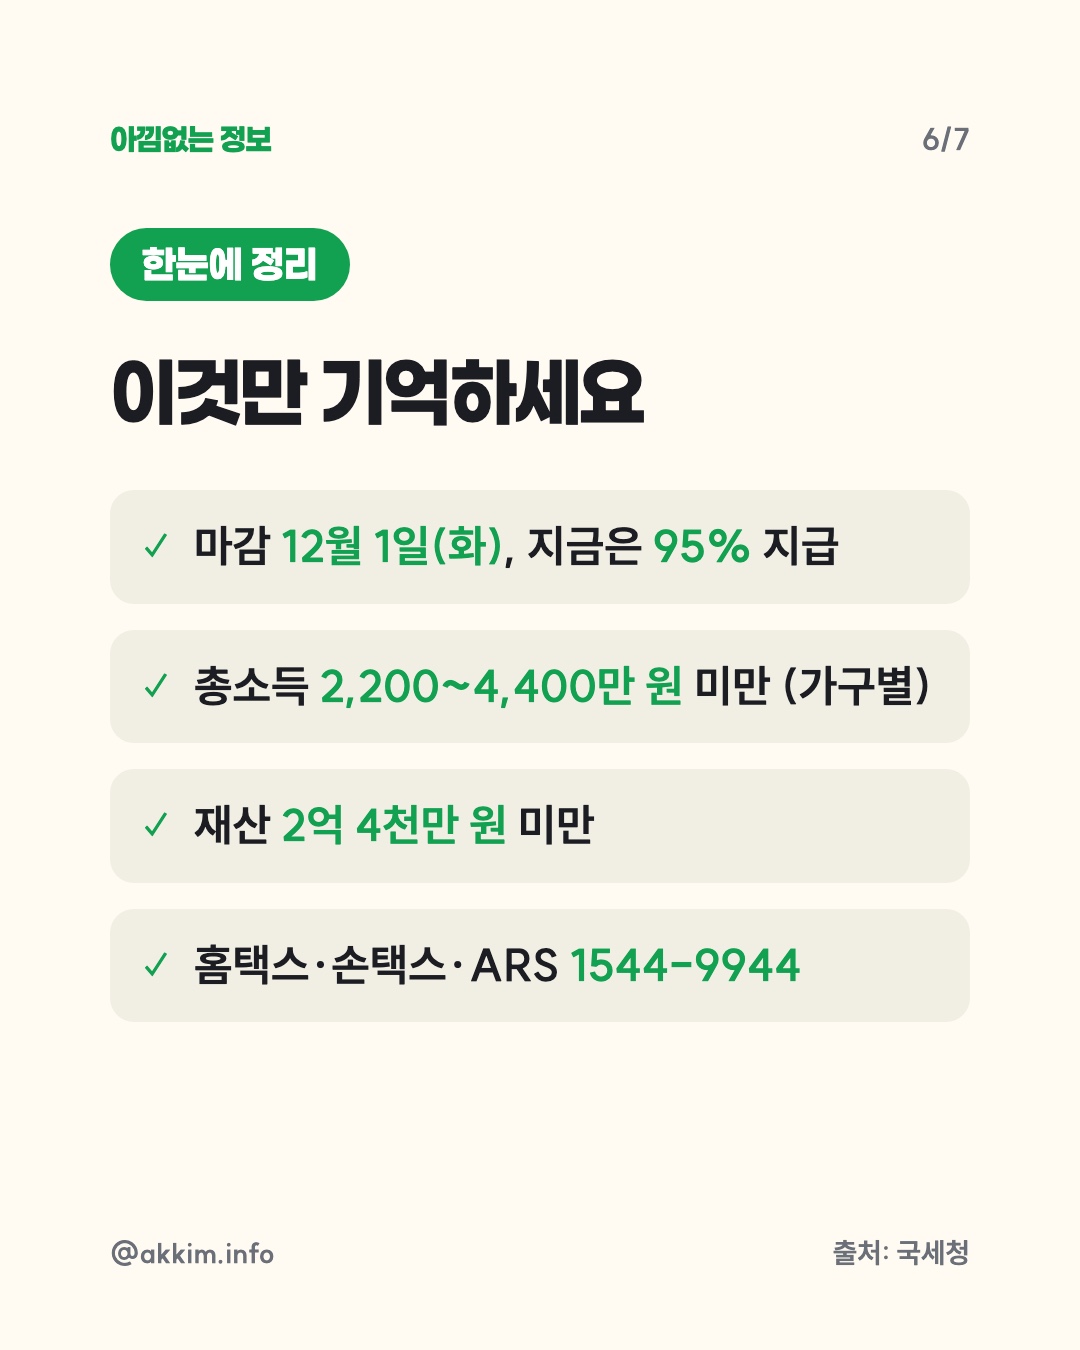 아낌없는 정보
6/7
한눈에 정리
이것만 기억하세요
✓ 마감 12월 1일(화), 지금은 95% 지급
✓ 총소득 2,200~4,400만 원 미만 (가구별)
✓ 재산 2억 4천만 원 미만
✓ 홈택스·손택스·ARS 1544-9944
@akkim.info
출처: 국세청